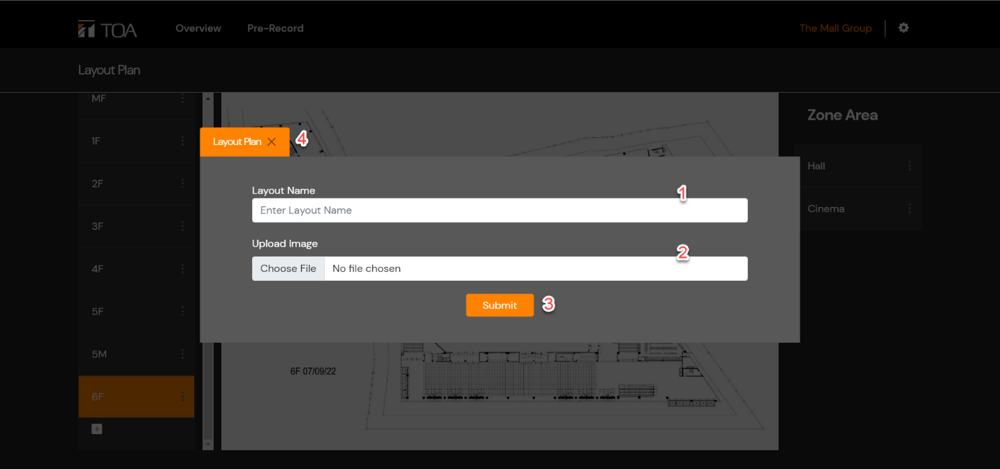 TOA Overview Pre-Record The Mall Group
Layout Plan
MF
1F
2F
3F
4F
5F
5M
6F
Layout Plan 4
Layout Name 1
Enter Layout Name
Upload Image 2
Choose File No file chosen
Submit 3
6F 07/09/22
Zone Area
Hall
Cinema